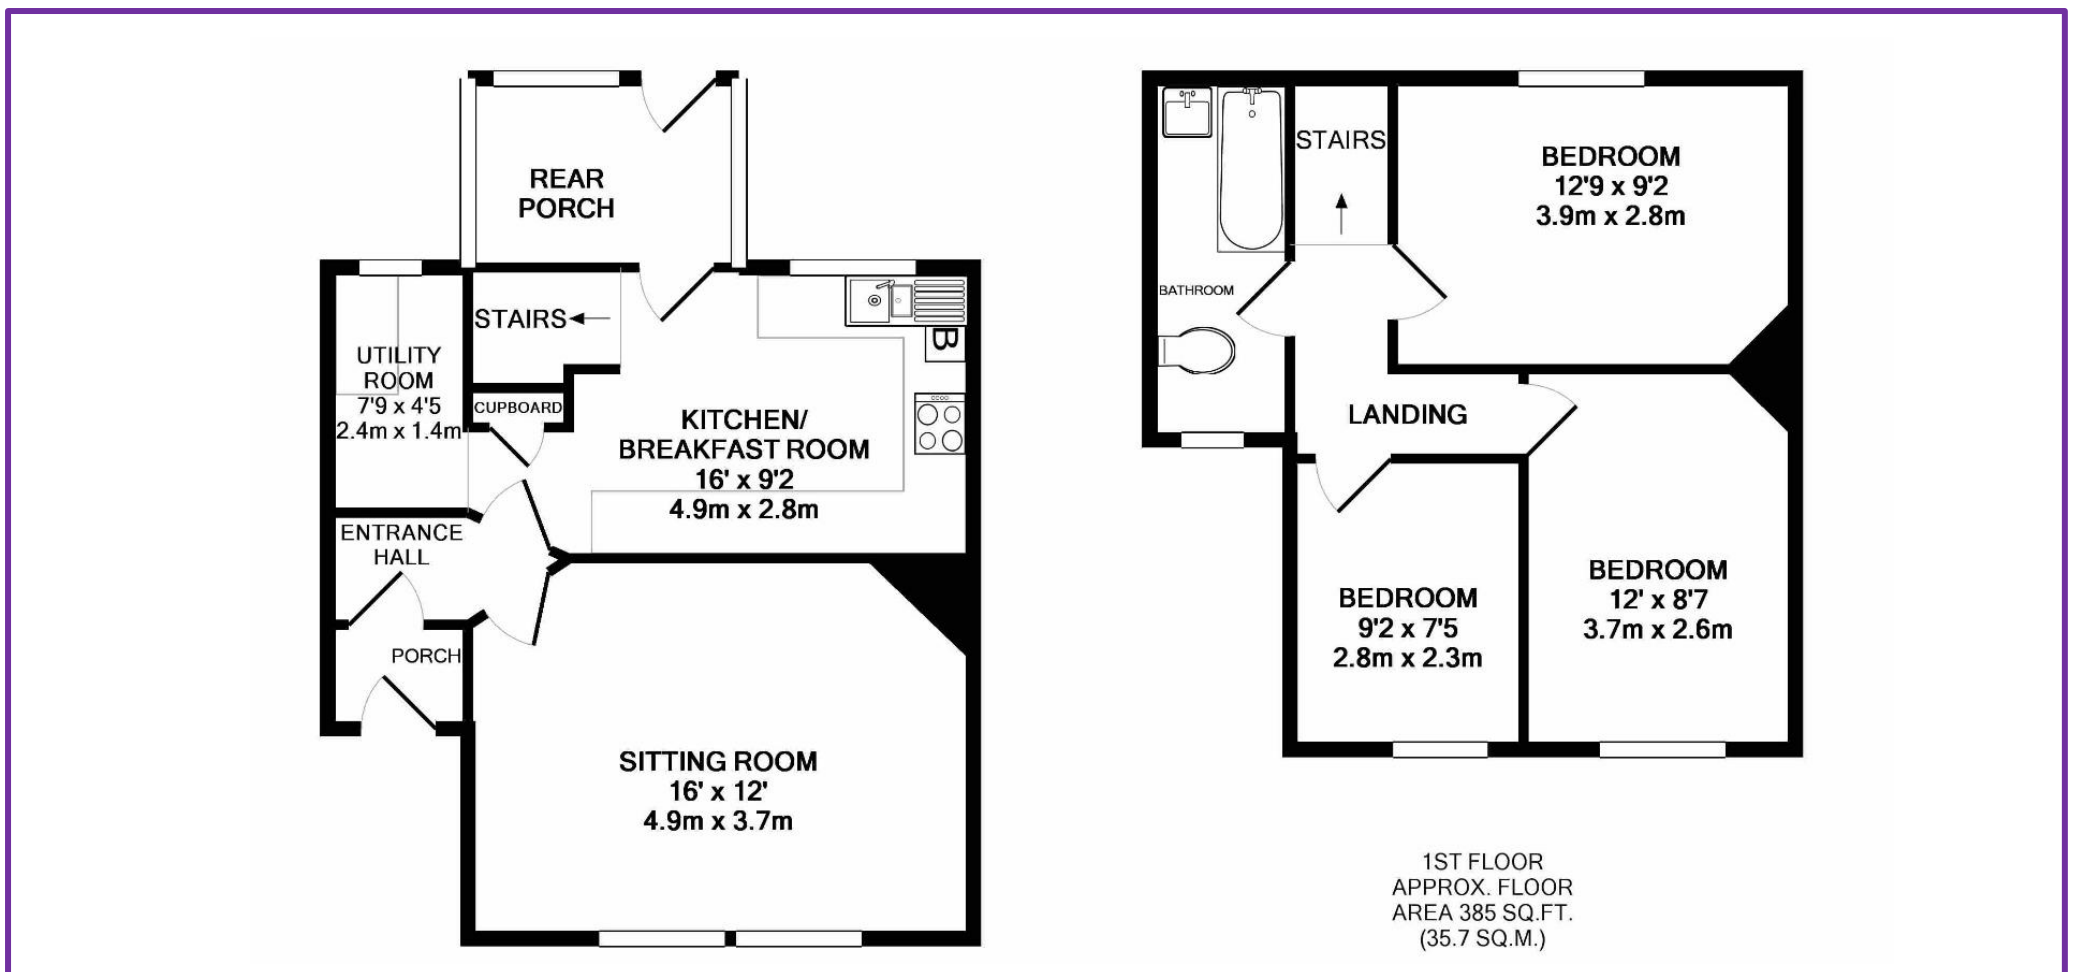 REAR
PORCH
STAIRS
UTILITY
ROOM
7'9 x 4'5
2.4m x 1.4m
CUPBOARD
B
KITCHEN/
BREAKFAST ROOM
16' x 9'2
4.9m x 2.8m
ENTRANCE
HALL
PORCH
SITTING ROOM
16' x 12'
4.9m x 3.7m
STAIRS
BEDROOM
12'9 x 9'2
3.9m x 2.8m
BATHROOM
LANDING
BEDROOM
9'2 x 7'5
2.8m x 2.3m
BEDROOM
12' x 8'7
3.7m x 2.6m
1ST FLOOR
APPROX. FLOOR
AREA 385 SQ.FT.
(35.7 SQ.M.)